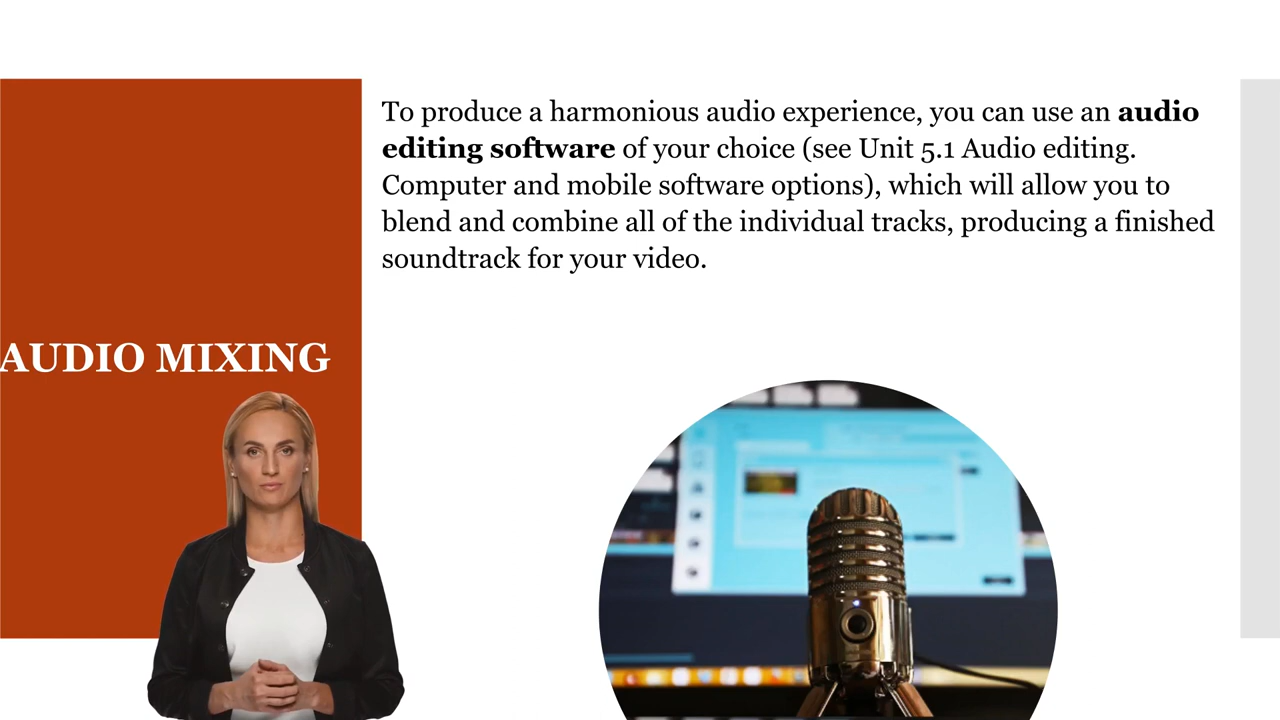 To produce a harmonious audio experience, you can use an audio
editing software of your choice (see Unit 5.1 Audio editing.
Computer and mobile software options), which will allow you to
blend and combine all of the individual tracks, producing a finished
soundtrack for your video.
AUDIO MIXING